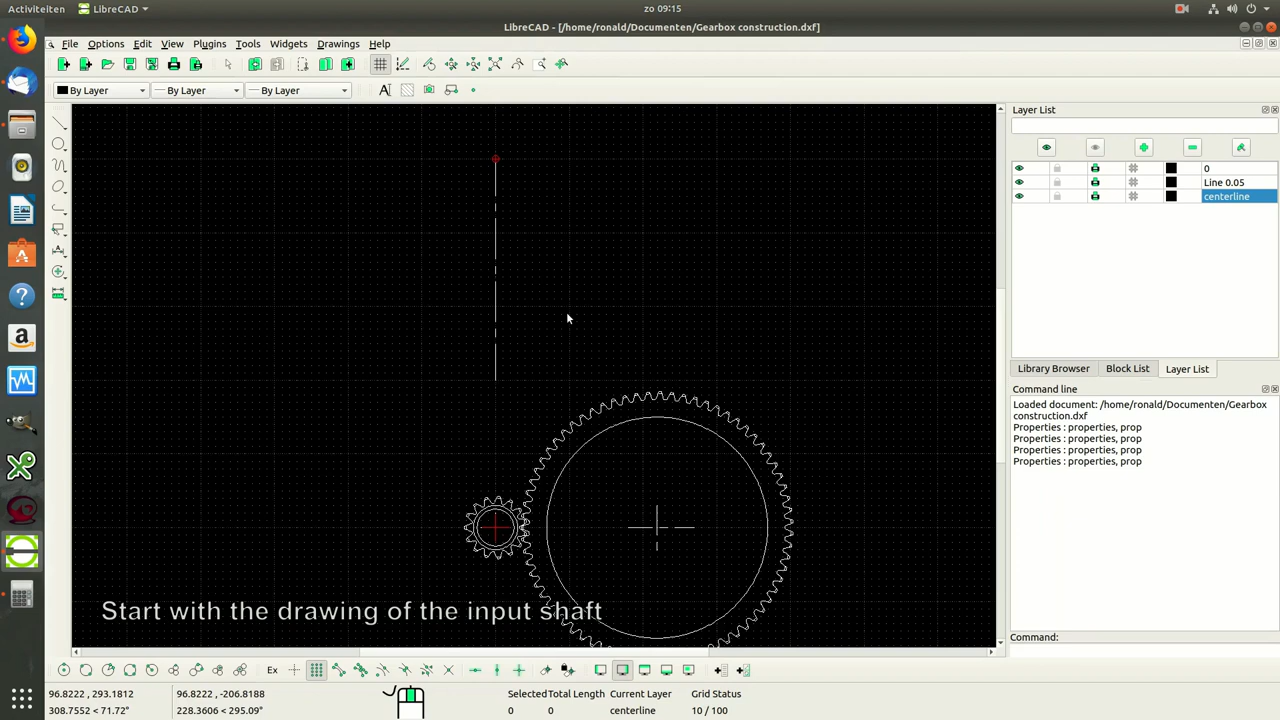 Activiteiten
LibreCAD
zo 09:15
LibreCAD - [/home/ronald/Documenten/Gearbox construction.dxf]
File Options Edit View Plugins Tools Widgets Drawings Help
By Layer By Layer By Layer
Layer List
0
Line 0.05
centerline
Library Browser Block List Layer List
Command line
Loaded document: /home/ronald/Documenten/Gearbox
construction.dxf
Properties : properties, prop
Properties : properties, prop
Properties : properties, prop
Properties : properties, prop
Start with the drawing of the input shaft
Command:
Ex
96.8222 , 293.1812 96.8222 , -206.8188 Selected Total Length Current Layer Grid Status
308.7552 < 71.72° 228.3606 < 295.09° 0 0 centerline 10 / 100